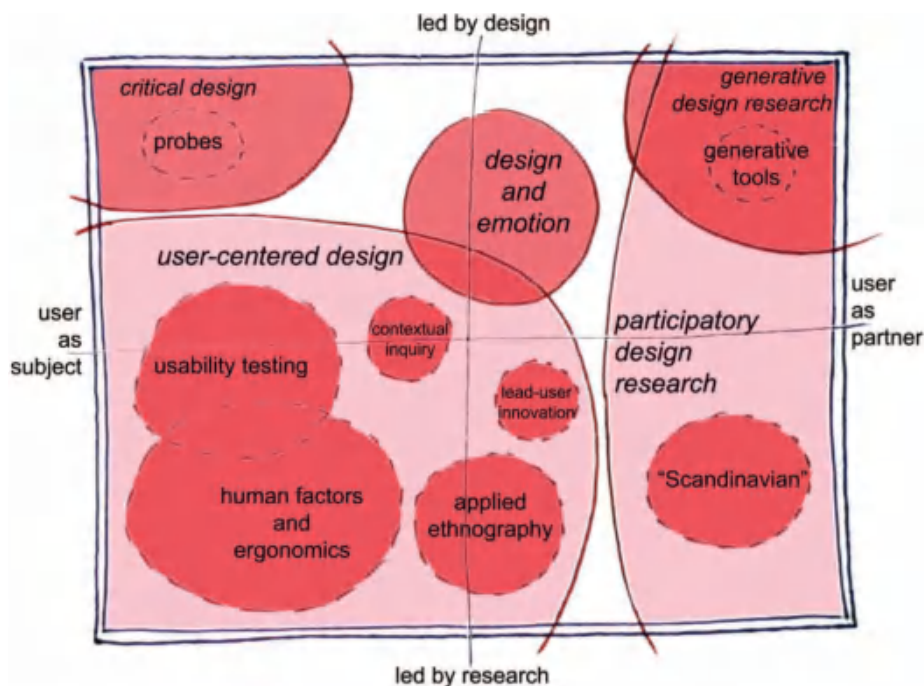 led by design
critical design
probes
generative
design research
generative
tools
design
and
emotion
user-centered design
user
as
subject
usability testing
contextual
inquiry
lead-user
innovation
participatory
design
research
user
as
partner
human factors
and
ergonomics
applied
ethnography
“Scandinavian”
led by research